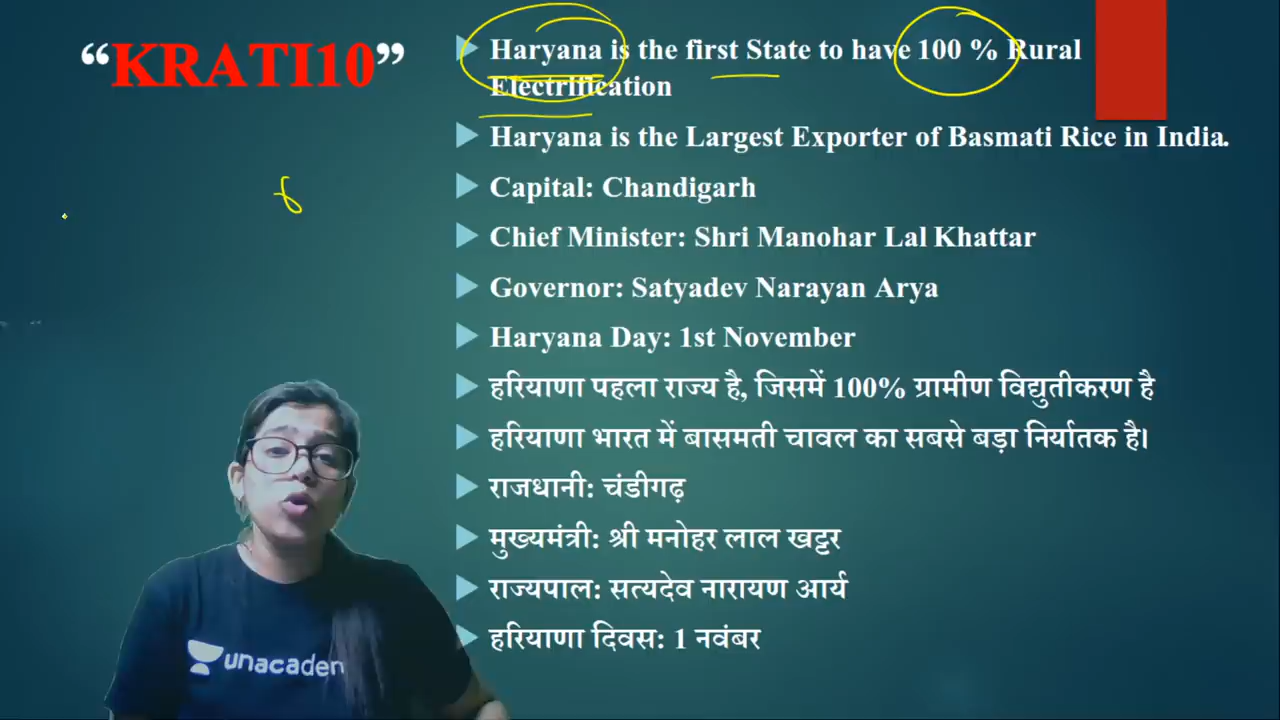 “KRATI10”
Haryana is the first State to have 100 % Rural
Electrification
Haryana is the Largest Exporter of Basmati Rice in India.
Capital: Chandigarh
Chief Minister: Shri Manohar Lal Khattar
Governor: Satyadev Narayan Arya
Haryana Day: 1st November
हरियाणा पहला राज्य है, जिसमें 100% ग्रामीण विद्युतीकरण है
हरियाणा भारत में बासमती चावल का सबसे बड़ा निर्यातक है।
राजधानी: चंडीगढ़
मुख्यमंत्री: श्री मनोहर लाल खट्टर
राज्यपाल: सत्यदेव नारायण आर्य
हरियाणा दिवस: 1 नवंबर
unacadem